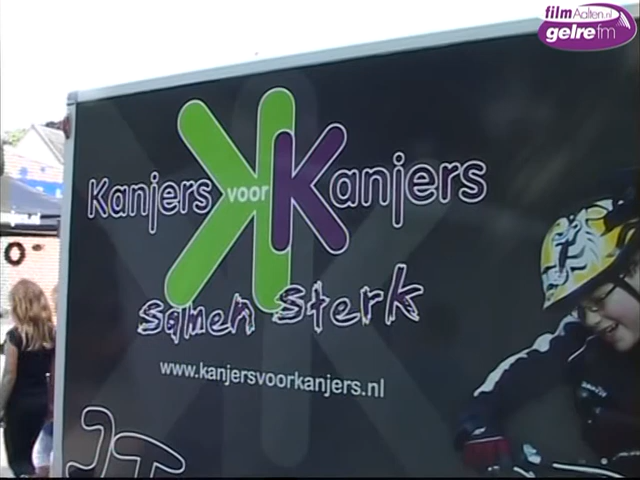 filmAalten.nl
gelre fm
Kanjers voor Kanjers
samen sterk
www.kanjersvoorkanjers.nl